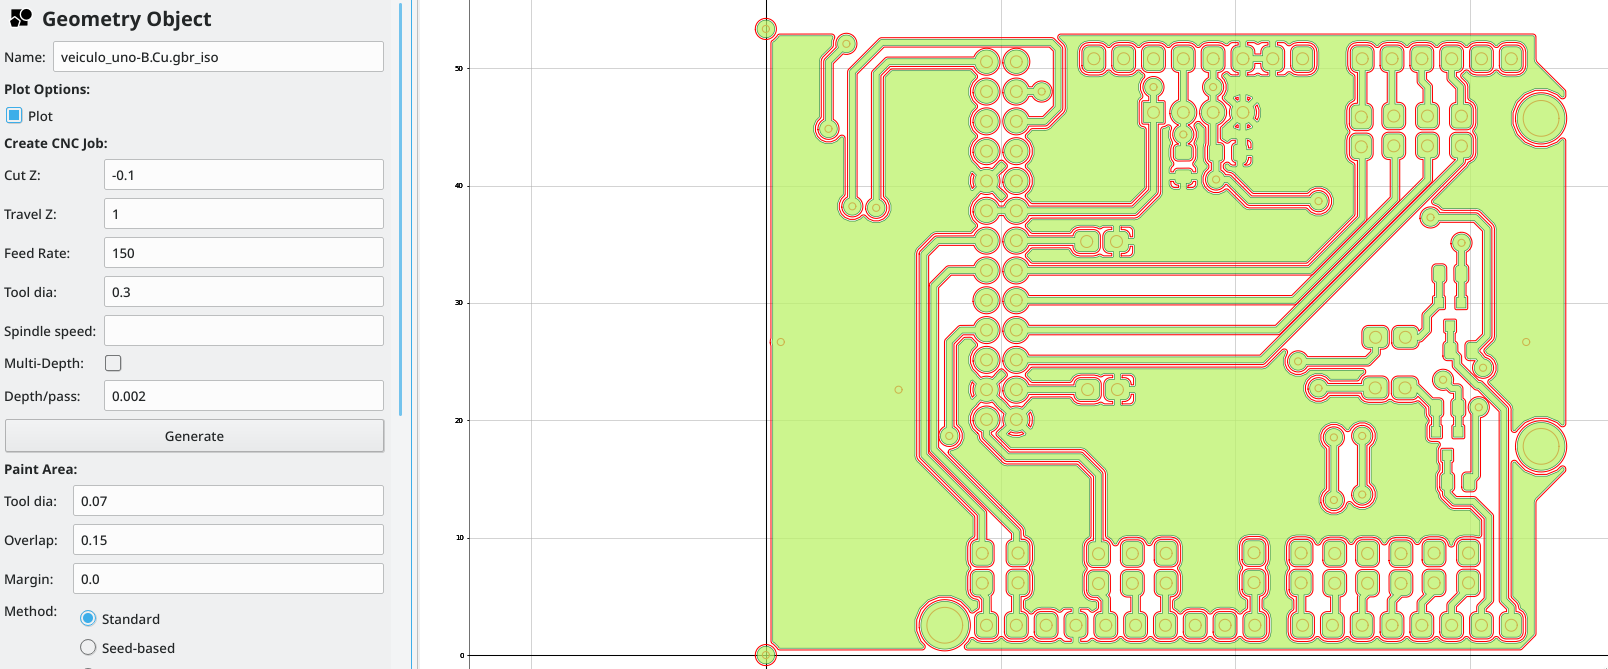 Geometry Object
Name: veiculo_uno-B.Cu.gbr_iso
Plot Options:
Plot
Create CNC Job:
Cut Z: -0.1
Travel Z: 1
Feed Rate: 150
Tool dia: 0.3
Spindle speed:
Multi-Depth:
Depth/pass: 0.002
Generate
Paint Area:
Tool dia: 0.07
Overlap: 0.15
Margin: 0.0
Method: Standard
Seed-based
50
40
30
20
10
0